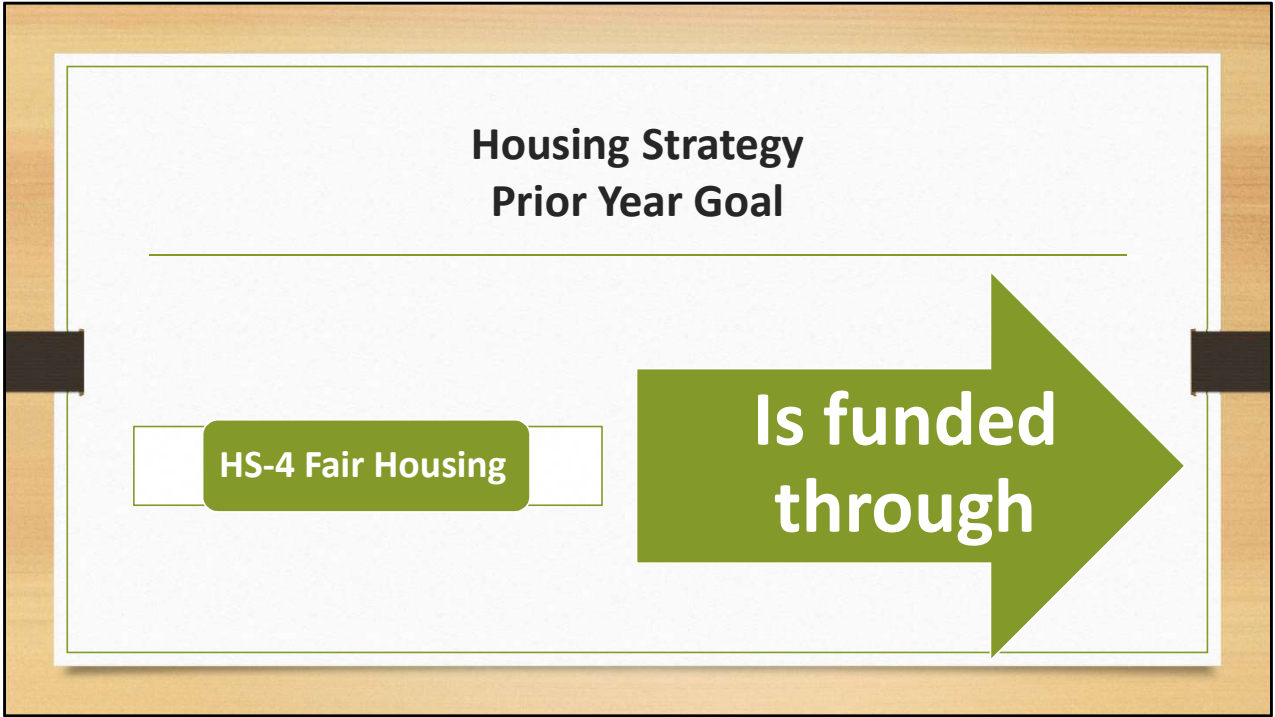 Housing Strategy
Prior Year Goal
HS-4 Fair Housing
Is funded
through